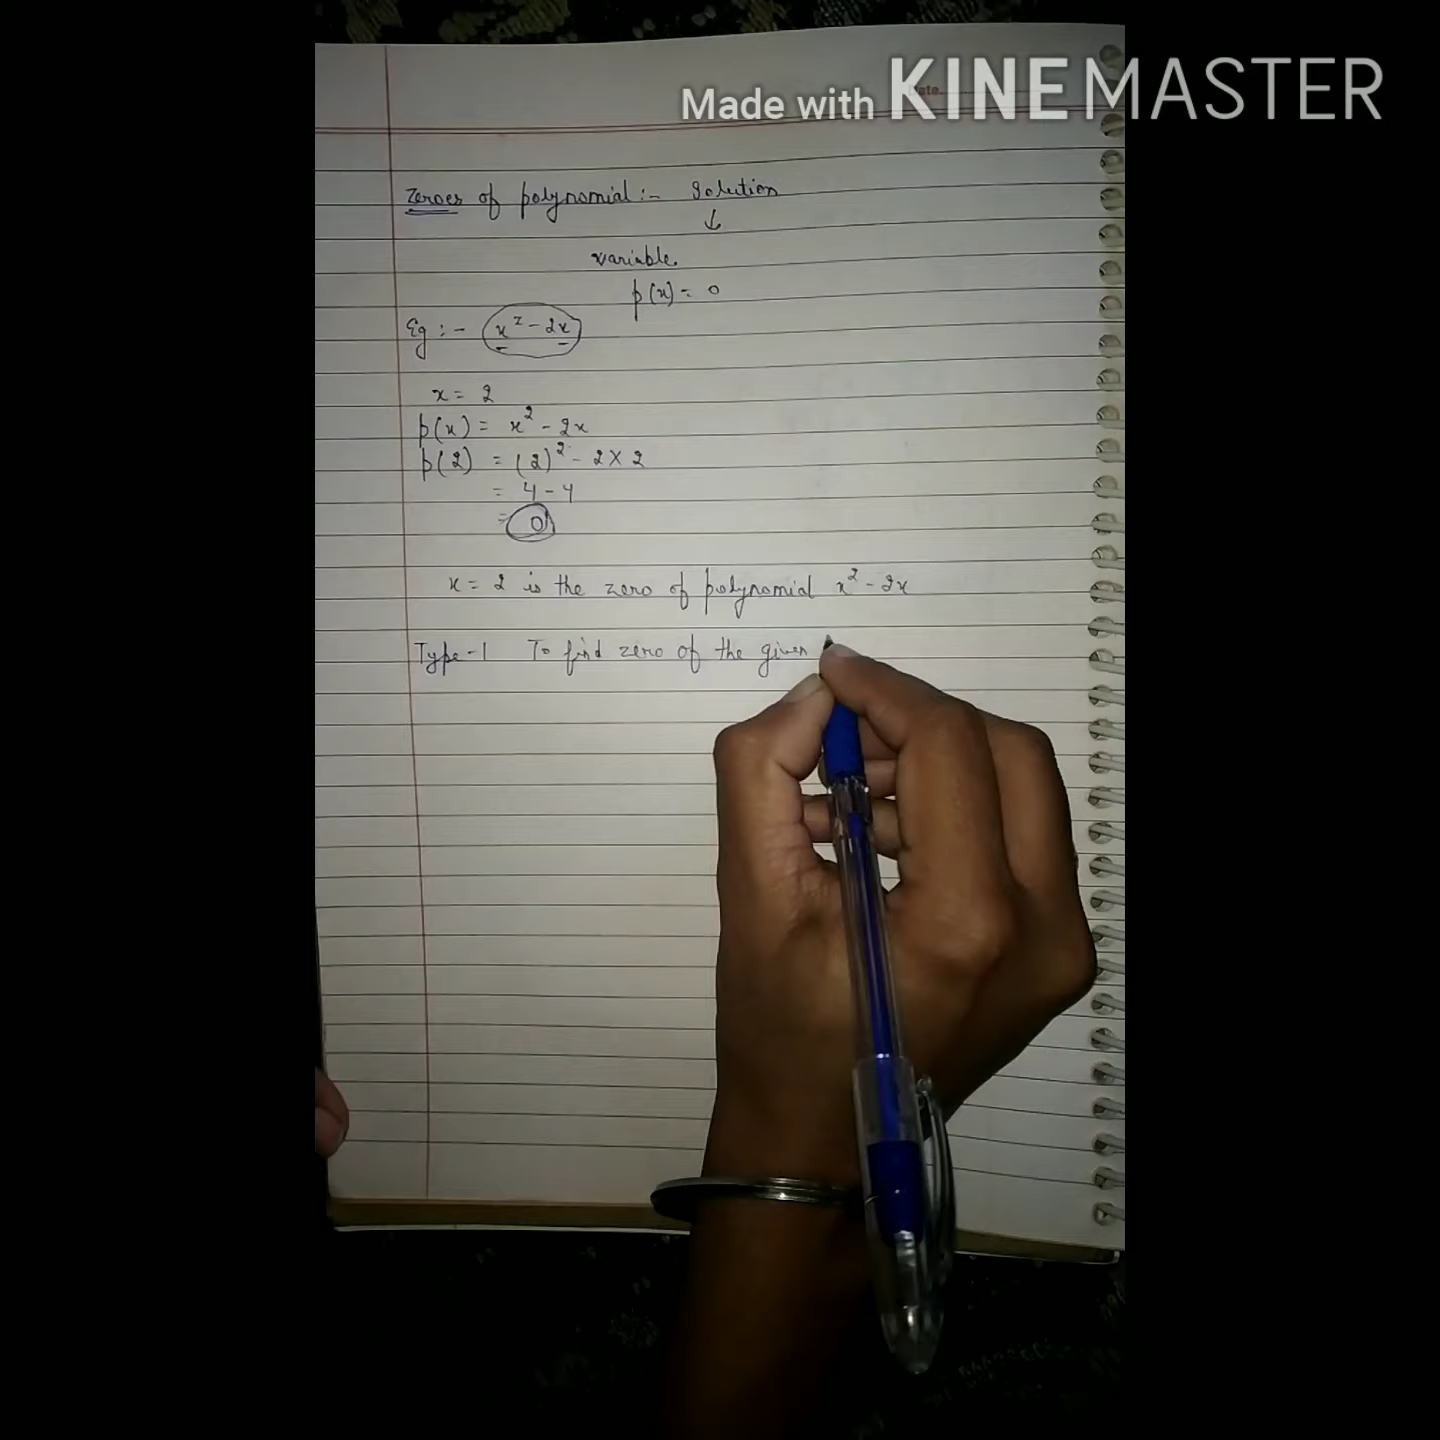 Made with KINEMASTER
ate.
Zeroes of polynomial :- Solution
↓
variable
p(x) = 0
Eg :- x² - 2x
x = 2
p(x) = x² - 2x
p(2) = (2)² - 2 × 2
= 4 - 4
= 0
x = 2 is the zero of polynomial x² - 2x
Type-1 To find zero of the given